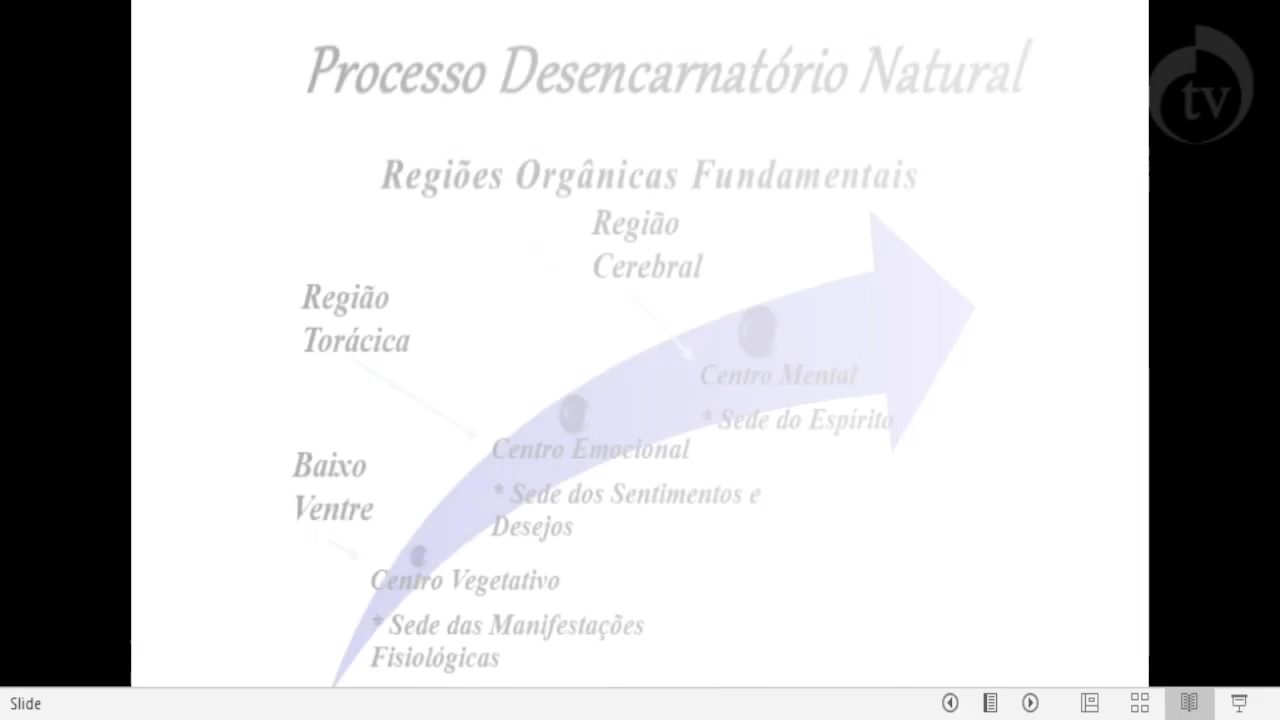 Processo Desencarnatório Natural
tv
Regiões Orgânicas Fundamentais
Região
Cerebral
Região
Torácica
Centro Mental
* Sede do Espírito
Centro Emocional
* Sede dos Sentimentos e
Desejos
Baixo
Ventre
Centro Vegetativo
* Sede das Manifestações
Fisiológicas
Slide